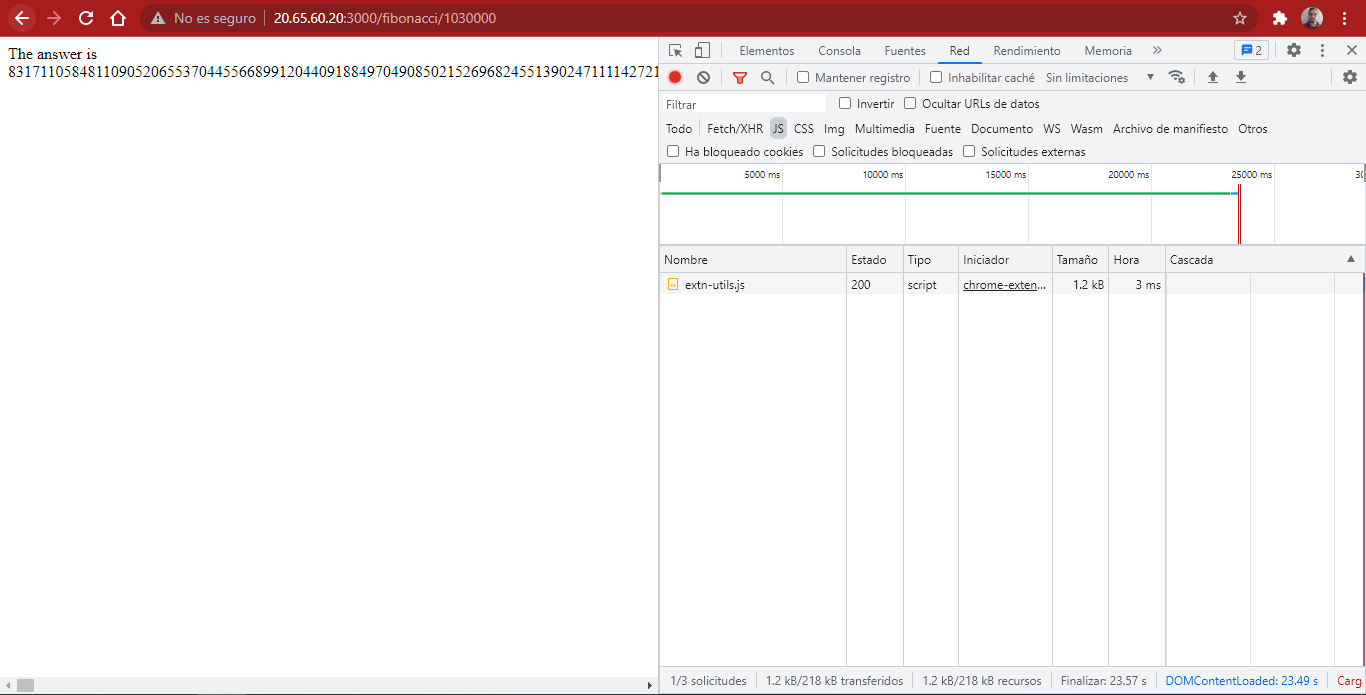 No es seguro 20.65.60.20:3000/fibonacci/1030000
The answer is
Elementos Consola Fuentes Red Rendimiento Memoria » 2
Mantener registro Inhabilitar caché Sin limitaciones
Filtrar Invertir Ocultar URLs de datos
Todo Fetch/XHR JS CSS Img Multimedia Fuente Documento WS Wasm Archivo de manifiesto Otros
Ha bloqueado cookies Solicitudes bloqueadas Solicitudes externas
5000 ms 10000 ms 15000 ms 20000 ms 25000 ms 30
Nombre Estado Tipo Iniciador Tamaño Hora Cascada
extn-utils.js 200 script chrome-exten... 1.2 kB 3 ms
1/3 solicitudes 1.2 kB/218 kB transferidos 1.2 kB/218 kB recursos Finalizar: 23.57 s DOMContentLoaded: 23.49 s Carg